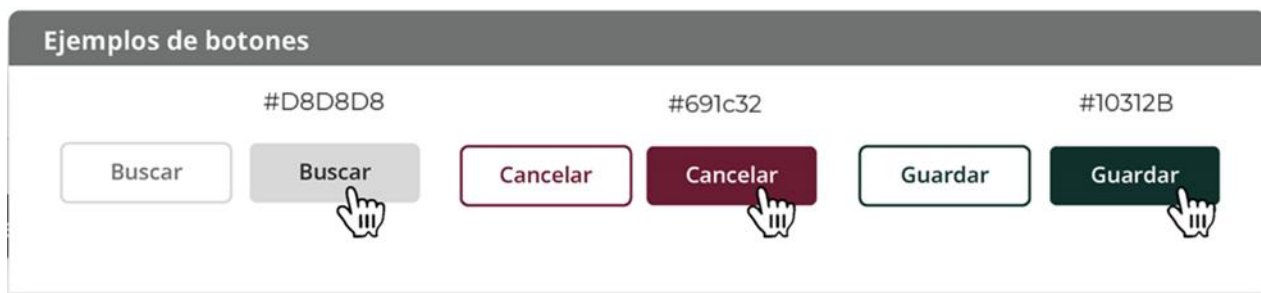 Ejemplos de botones
#D8D8D8 #691c32 #10312B
Buscar Buscar Cancelar Cancelar Guardar Guardar